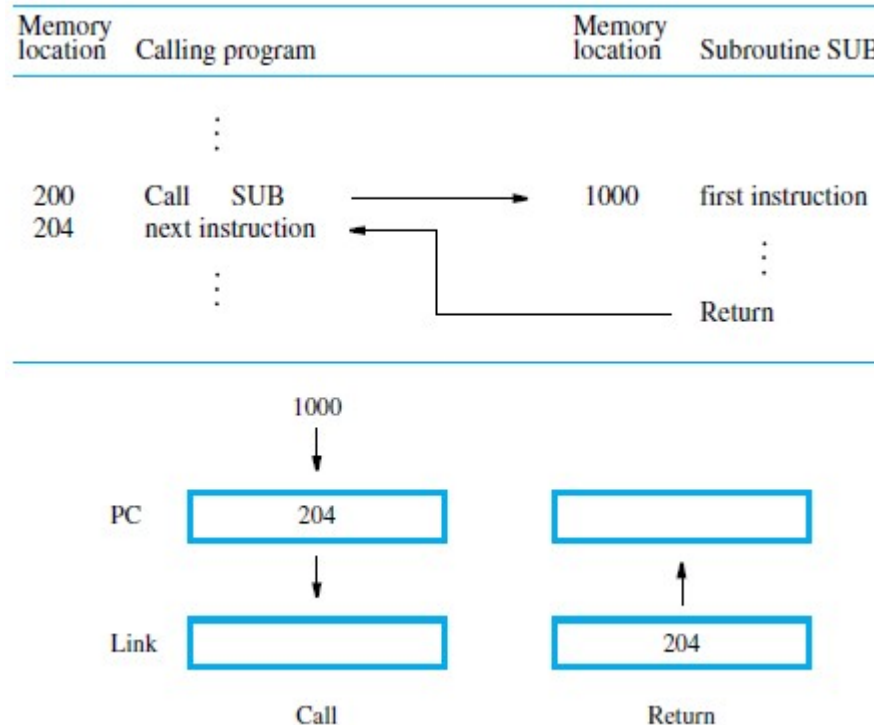 Memory location Calling program Memory location Subroutine SUB
200 Call SUB 1000 first instruction
204 next instruction
Return
1000
PC 204
Link 204
Call Return